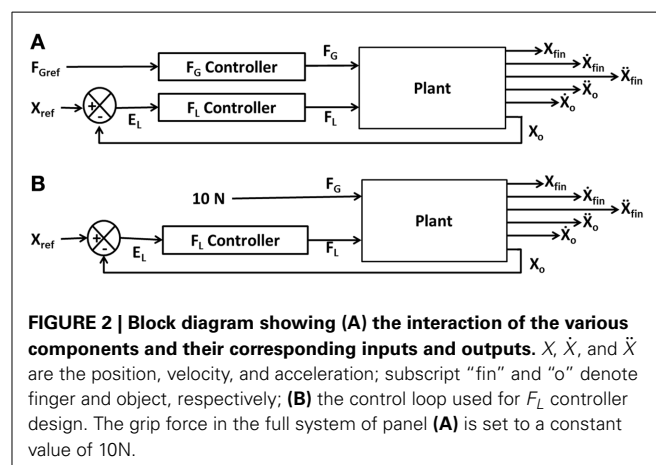 A
F_Gref
F_G Controller
F_G
X_ref
+
-
E_L
F_L Controller
F_L
Plant
X_fin
Ẋ_fin
Ẍ_fin
Ẍ_o
Ẋ_o
X_o
B
10 N
F_G
X_ref
+
-
E_L
F_L Controller
F_L
Plant
X_fin
Ẋ_fin
Ẍ_fin
Ẍ_o
Ẋ_o
X_o
FIGURE 2 | Block diagram showing (A) the interaction of the various
components and their corresponding inputs and outputs. X, Ẋ, and Ẍ
are the position, velocity, and acceleration; subscript “fin” and “o” denote
finger and object, respectively; (B) the control loop used for F_L controller
design. The grip force in the full system of panel (A) is set to a constant
value of 10N.